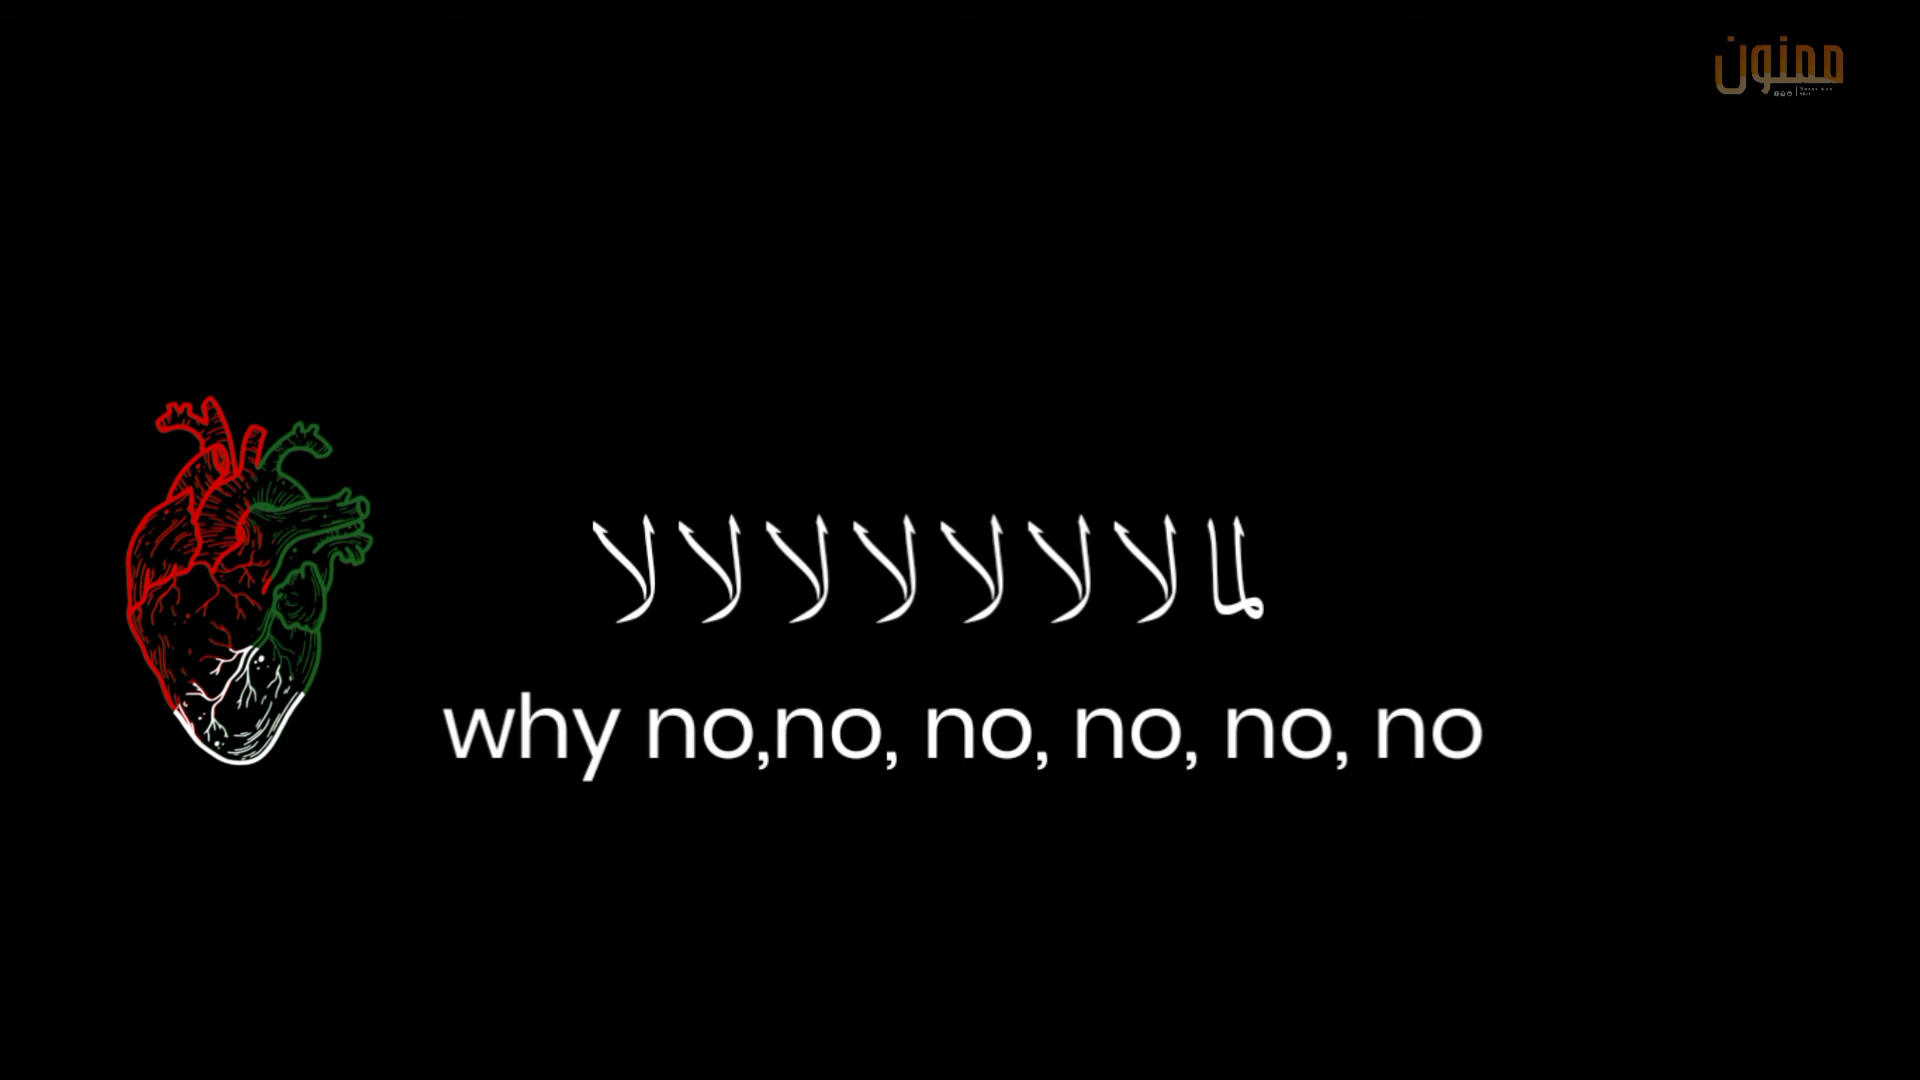 ممنون
لما لا لا لا لا لا لا لا
why no,no, no, no, no, no